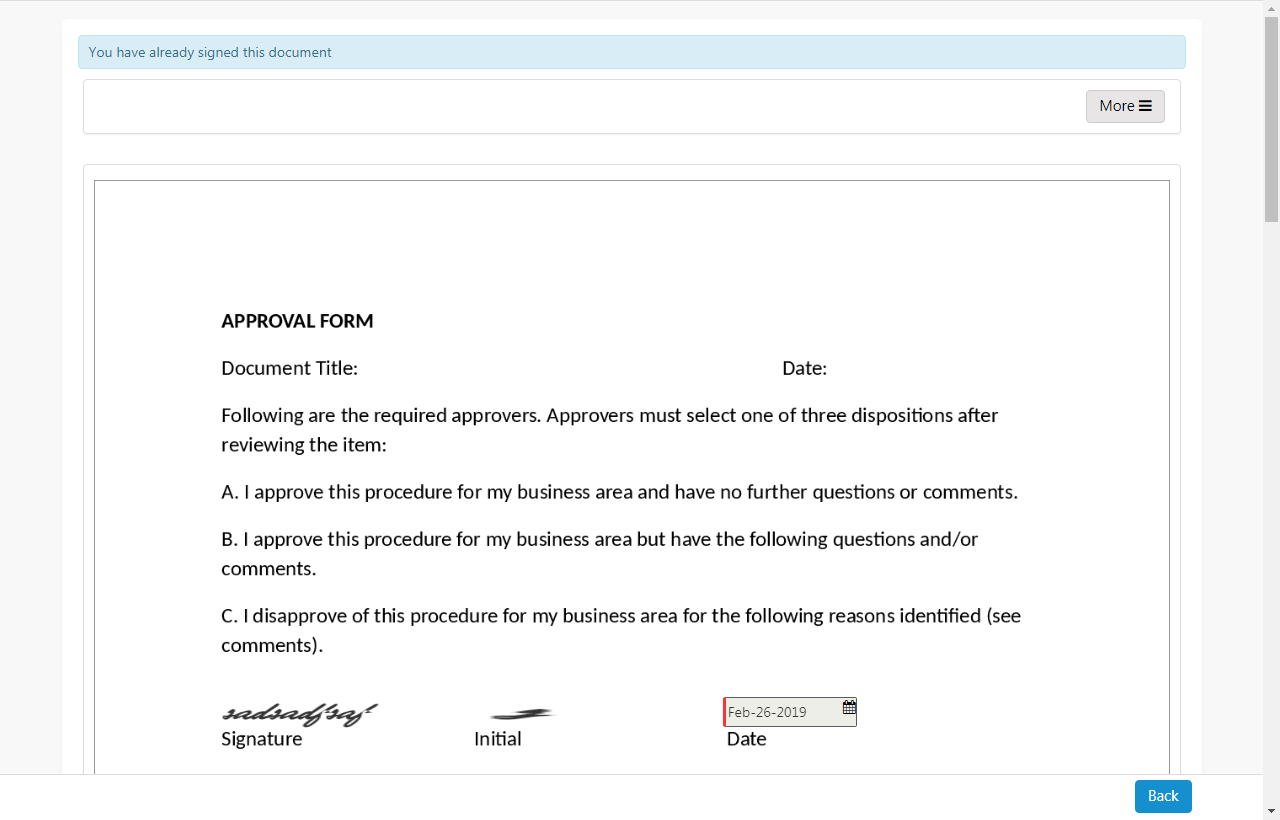 You have already signed this document
More
APPROVAL FORM
Document Title: Date:
Following are the required approvers. Approvers must select one of three dispositions after
reviewing the item:
A. I approve this procedure for my business area and have no further questions or comments.
B. I approve this procedure for my business area but have the following questions and/or
comments.
C. I disapprove of this procedure for my business area for the following reasons identified (see
comments).
Feb-26-2019
Signature Initial Date
Back